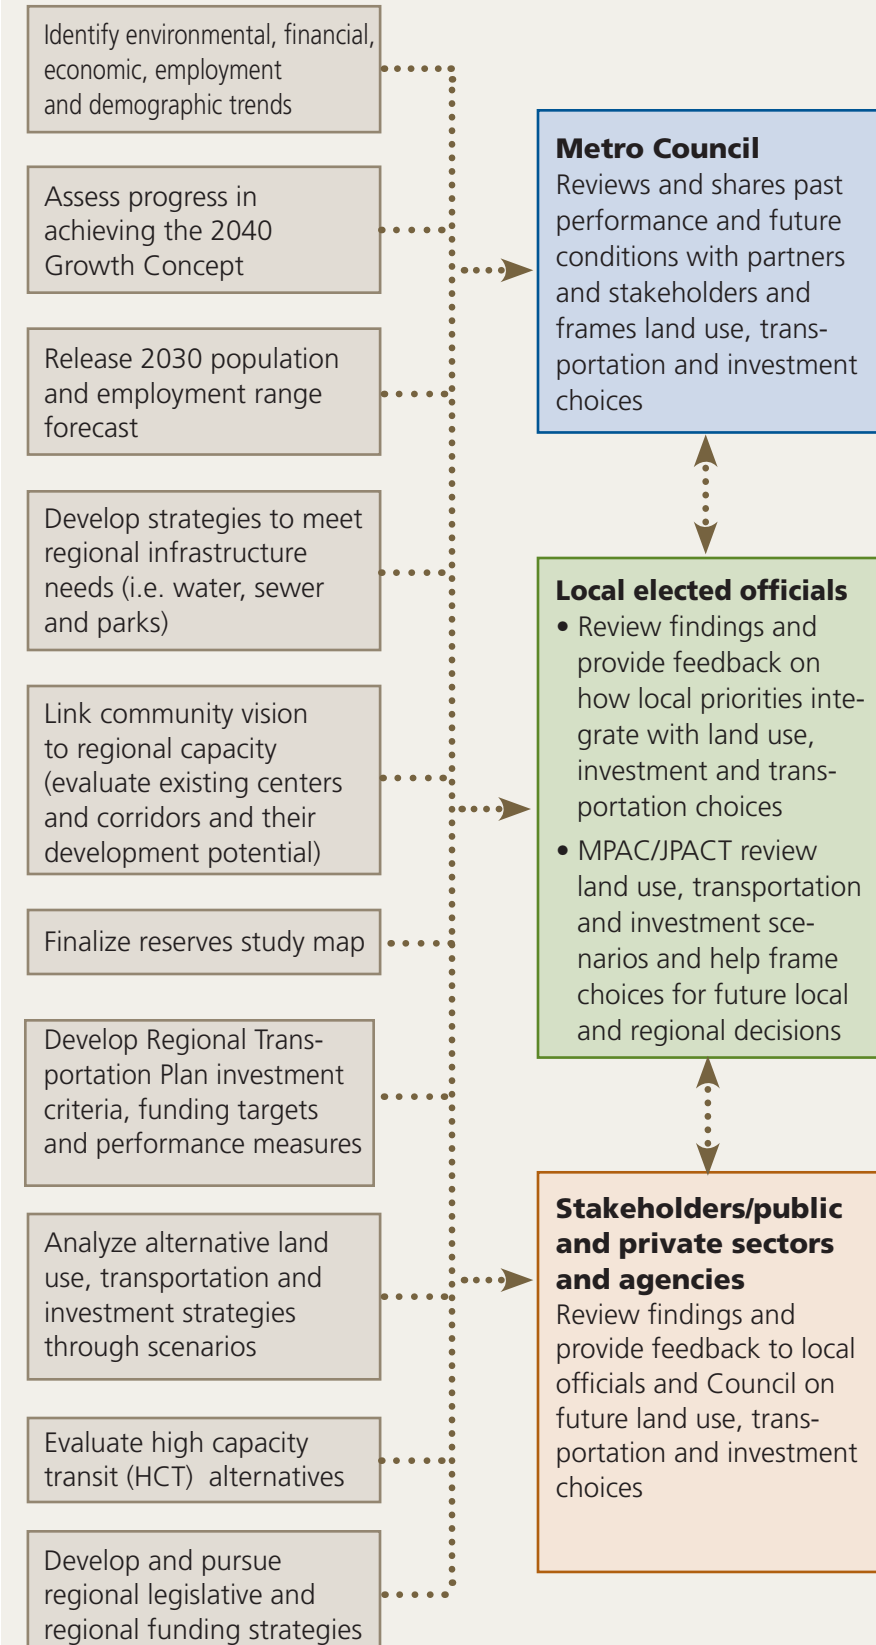 Identify environmental, financial,
economic, employment
and demographic trends
Assess progress in
achieving the 2040
Growth Concept
Release 2030 population
and employment range
forecast
Develop strategies to meet
regional infrastructure
needs (i.e. water, sewer
and parks)
Link community vision
to regional capacity
(evaluate existing centers
and corridors and their
development potential)
Finalize reserves study map
Develop Regional Trans-
portation Plan investment
criteria, funding targets
and performance measures
Analyze alternative land
use, transportation and
investment strategies
through scenarios
Evaluate high capacity
transit (HCT) alternatives
Develop and pursue
regional legislative and
regional funding strategies
Metro Council
Reviews and shares past
performance and future
conditions with partners
and stakeholders and
frames land use, trans-
portation and investment
choices
Local elected officials
• Review findings and
provide feedback on
how local priorities inte-
grate with land use,
investment and trans-
portation choices
• MPAC/JPACT review
land use, transportation
and investment sce-
narios and help frame
choices for future local
and regional decisions
Stakeholders/public
and private sectors
and agencies
Review findings and
provide feedback to local
officials and Council on
future land use, trans-
portation and investment
choices